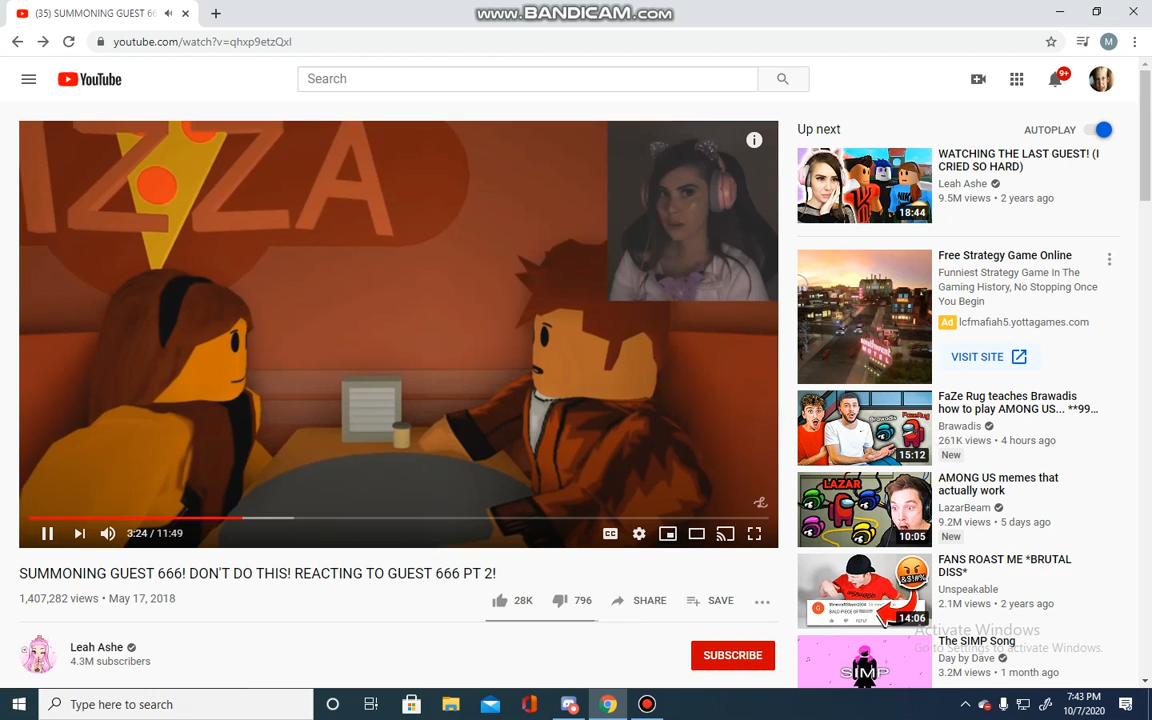 (35) SUMMONING GUEST 66
www.BANDICAM.com
youtube.com/watch?v=qhxp9etzQxI
M
YouTube
Search
9+
IZZA
i
3:24 / 11:49
CC
SUMMONING GUEST 666! DON'T DO THIS! REACTING TO GUEST 666 PT 2!
1,407,282 views • May 17, 2018
28K
796
SHARE
SAVE
Leah Ashe
4.3M subscribers
SUBSCRIBE
Up next
AUTOPLAY
18:44
WATCHING THE LAST GUEST! (I
CRIED SO HARD)
Leah Ashe
9.5M views • 2 years ago
Free Strategy Game Online
Funniest Strategy Game In The
Gaming History, No Stopping Once
You Begin
Ad lcfmafiah5.yottagames.com
VISIT SITE
Brawadis
FaZe Rug
15:12
FaZe Rug teaches Brawadis
how to play AMONG US... **99...
Brawadis
261K views • 4 hours ago
New
LAZAR
10:05
AMONG US memes that
actually work
LazarBeam
9.2M views • 5 days ago
New
14:06
FANS ROAST ME *BRUTAL
DISS*
Unspeakable
2.1M views • 2 years ago
SIMP
The SIMP Song
Day by Dave
3.2M views • 1 month ago
Activate Windows
Go to Settings to activate Windows.
Type here to search
7:43 PM
10/7/2020